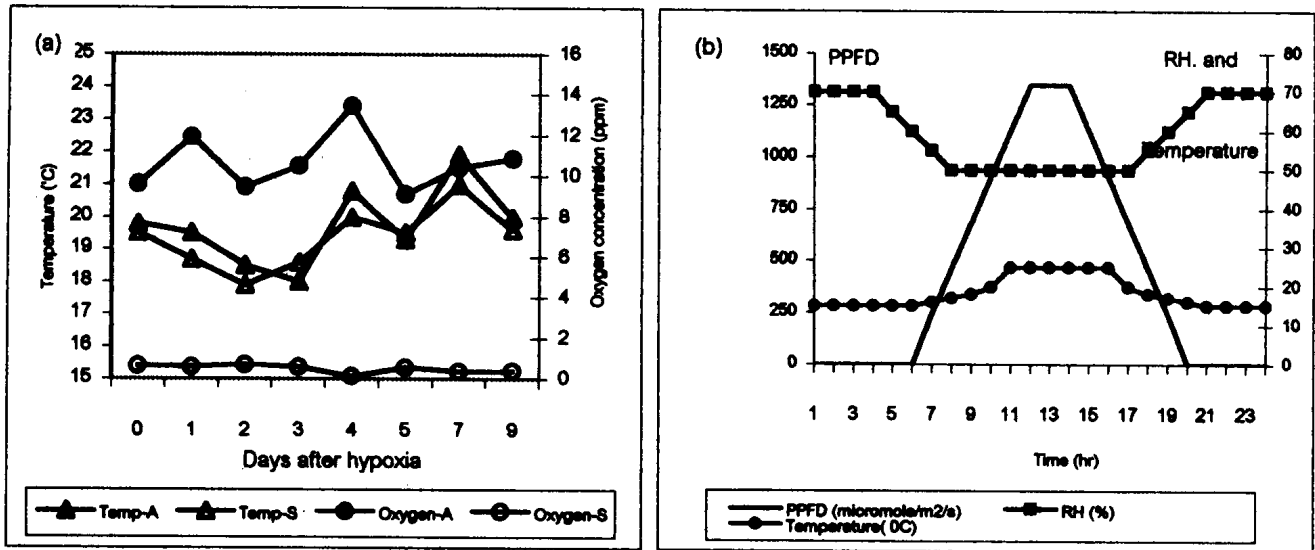 (a)
25
24
23
22
21
20
19
18
17
16
15
Temperature (°C)
16
14
12
10
8
6
4
2
0
Oxygen concentration (ppm)
0 1 2 3 4 5 7 9
Days after hypoxia
Temp-A Temp-S Oxygen-A Oxygen-S
(b)
1500
1250
1000
750
500
250
0
PPFD
RH. and
Temperature
80
70
60
50
40
30
20
10
0
1 3 5 7 9 11 13 15 17 19 21 23
Time (hr)
PPFD (micromole/m2/s) RH (%)
Temperature( 0C)